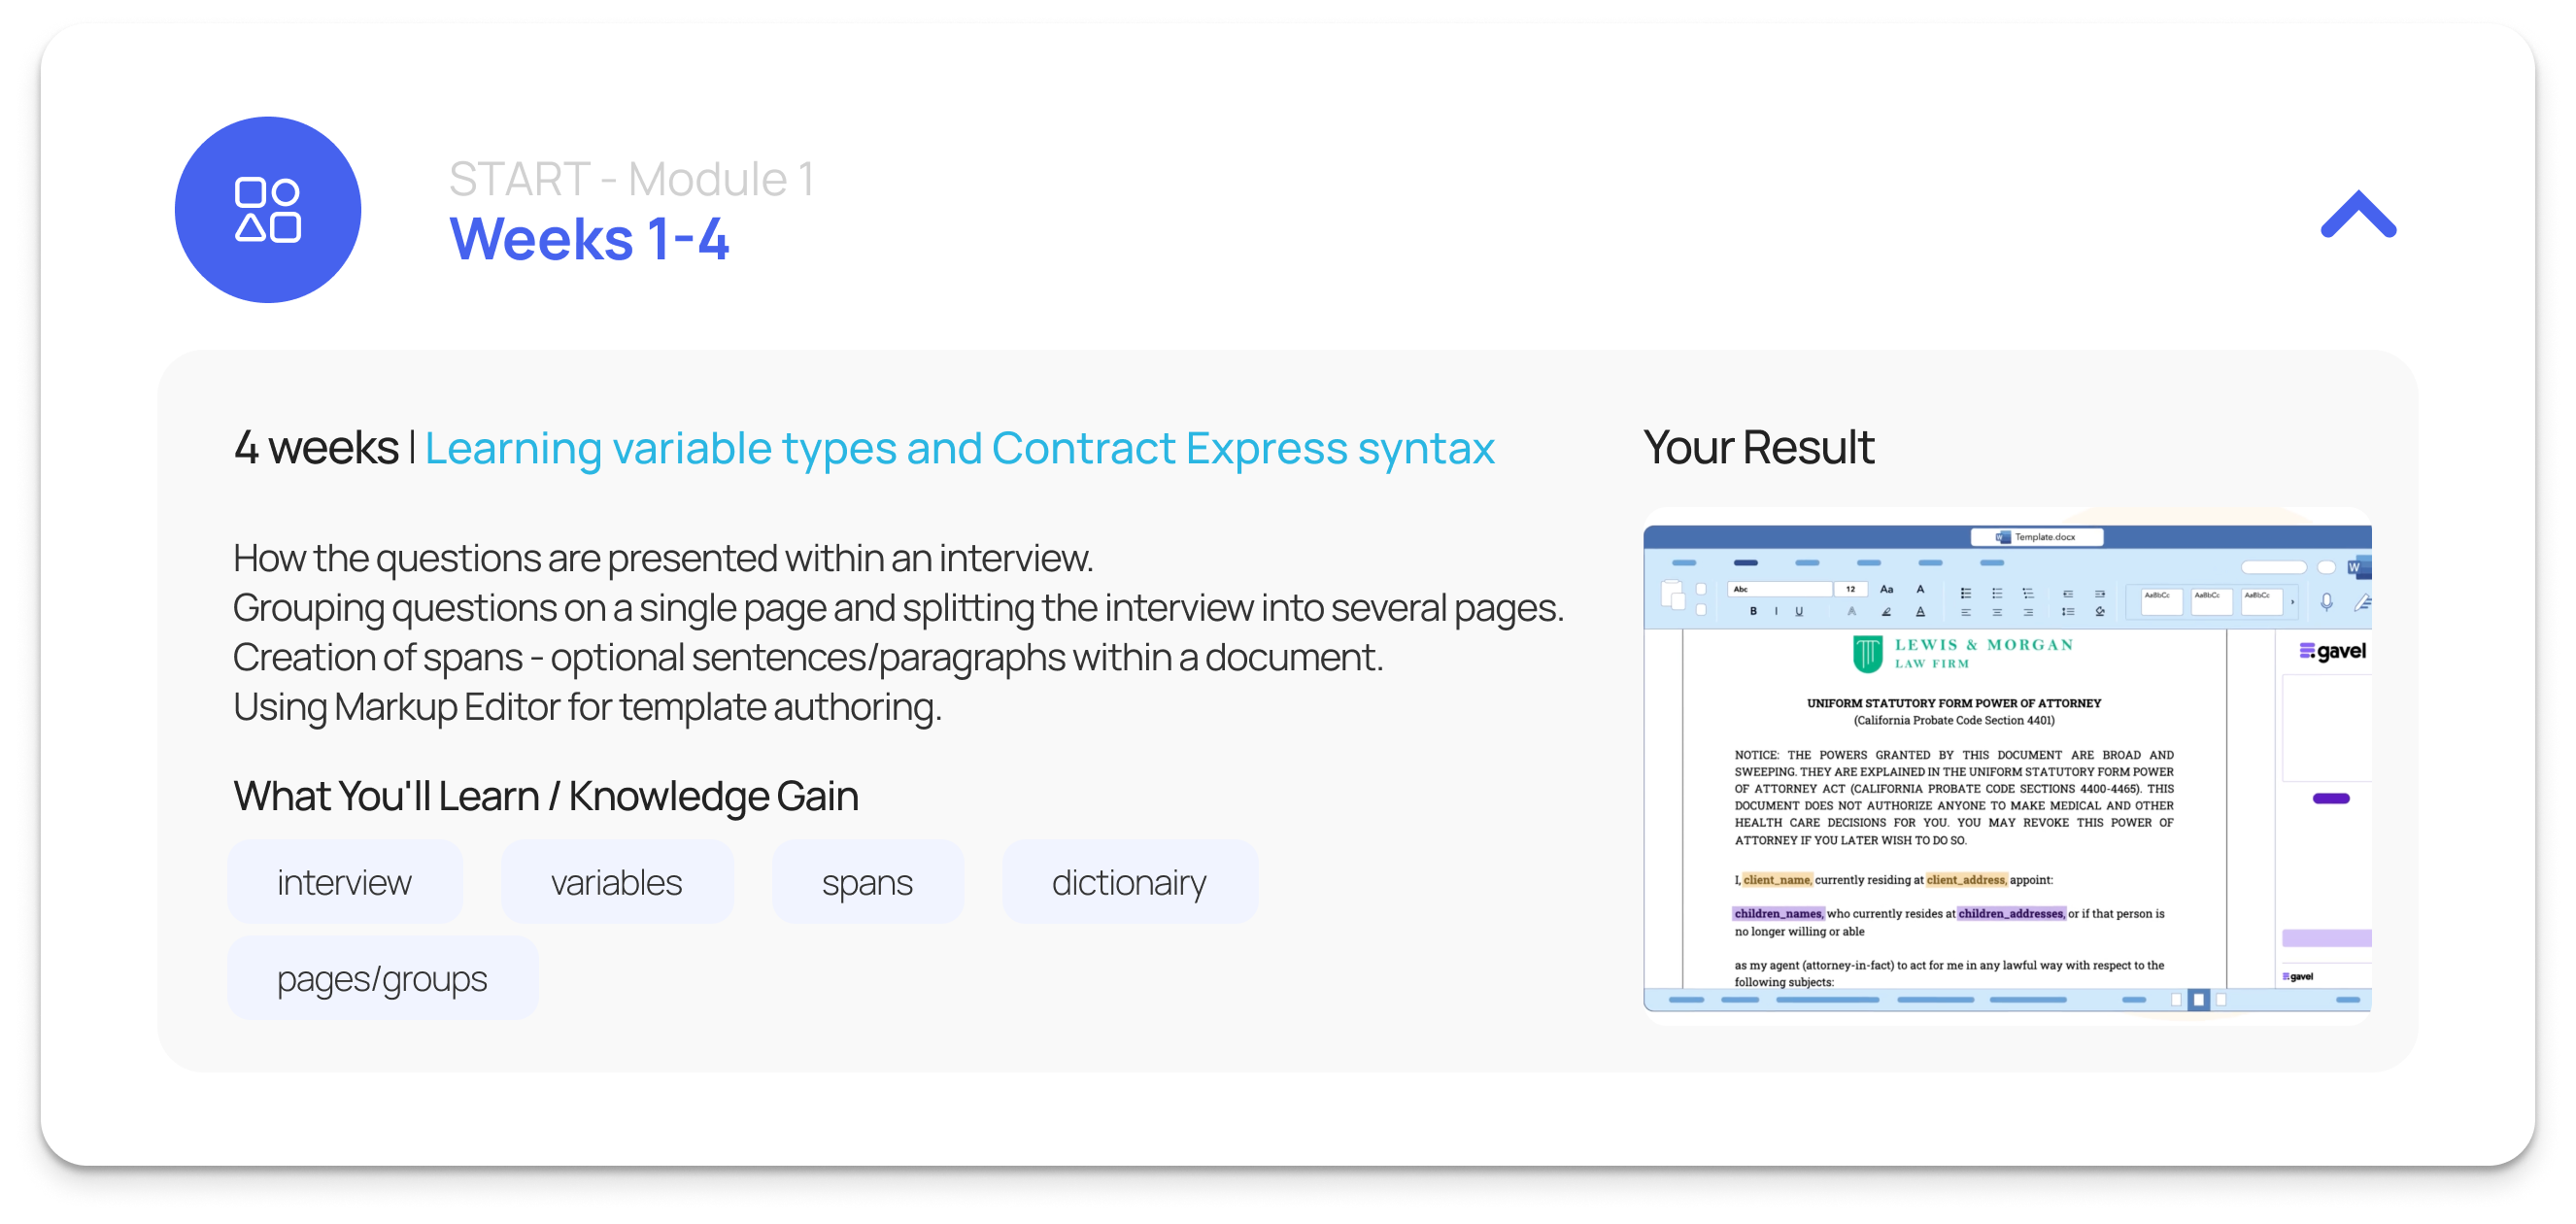 START - Module 1
Weeks 1-4
4 weeks | Learning variable types and Contract Express syntax
How the questions are presented within an interview.
Grouping questions on a single page and splitting the interview into several pages.
Creation of spans - optional sentences/paragraphs within a document.
Using Markup Editor for template authoring.
What You'll Learn / Knowledge Gain
interview
variables
spans
dictionairy
pages/groups
Your Result
W Template.docx
W
Abc
12
Aa
A
AaBbCc
AaBbCc
AaBbCc
B I U
A
A
LEWIS & MORGAN
LAW FIRM
gavel
UNIFORM STATUTORY FORM POWER OF ATTORNEY
(California Probate Code Section 4401)
NOTICE: THE POWERS GRANTED BY THIS DOCUMENT ARE BROAD AND
SWEEPING. THEY ARE EXPLAINED IN THE UNIFORM STATUTORY FORM POWER
OF ATTORNEY ACT (CALIFORNIA PROBATE CODE SECTIONS 4400-4465). THIS
DOCUMENT DOES NOT AUTHORIZE ANYONE TO MAKE MEDICAL AND OTHER
HEALTH CARE DECISIONS FOR YOU. YOU MAY REVOKE THIS POWER OF
ATTORNEY IF YOU LATER WISH TO DO SO.
I, client_name, currently residing at client_address, appoint:
children_names, who currently resides at children_addresses, or if that person is
no longer willing or able
as my agent (attorney-in-fact) to act for me in any lawful way with respect to the
following subjects:
gavel